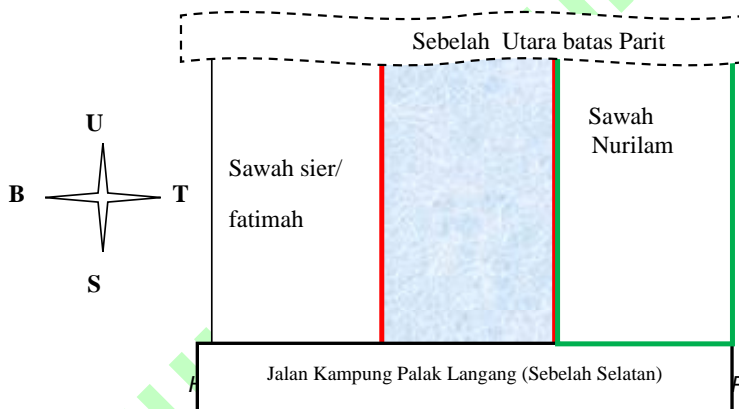 Sebelah Utara batas Parit
Sawah
Nurilam
U
Sawah sier/
B
T
fatimah
S
Jalan Kampung Palak Langang (Sebelah Selatan)